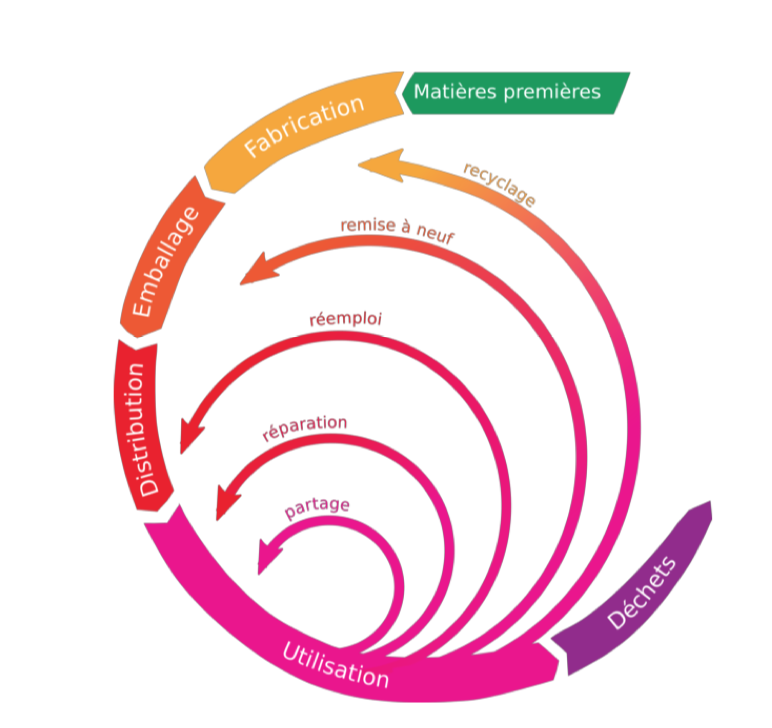 Matières premières
Fabrication
recyclage
Emballage
remise à neuf
réemploi
Distribution
réparation
partage
Déchets
Utilisation